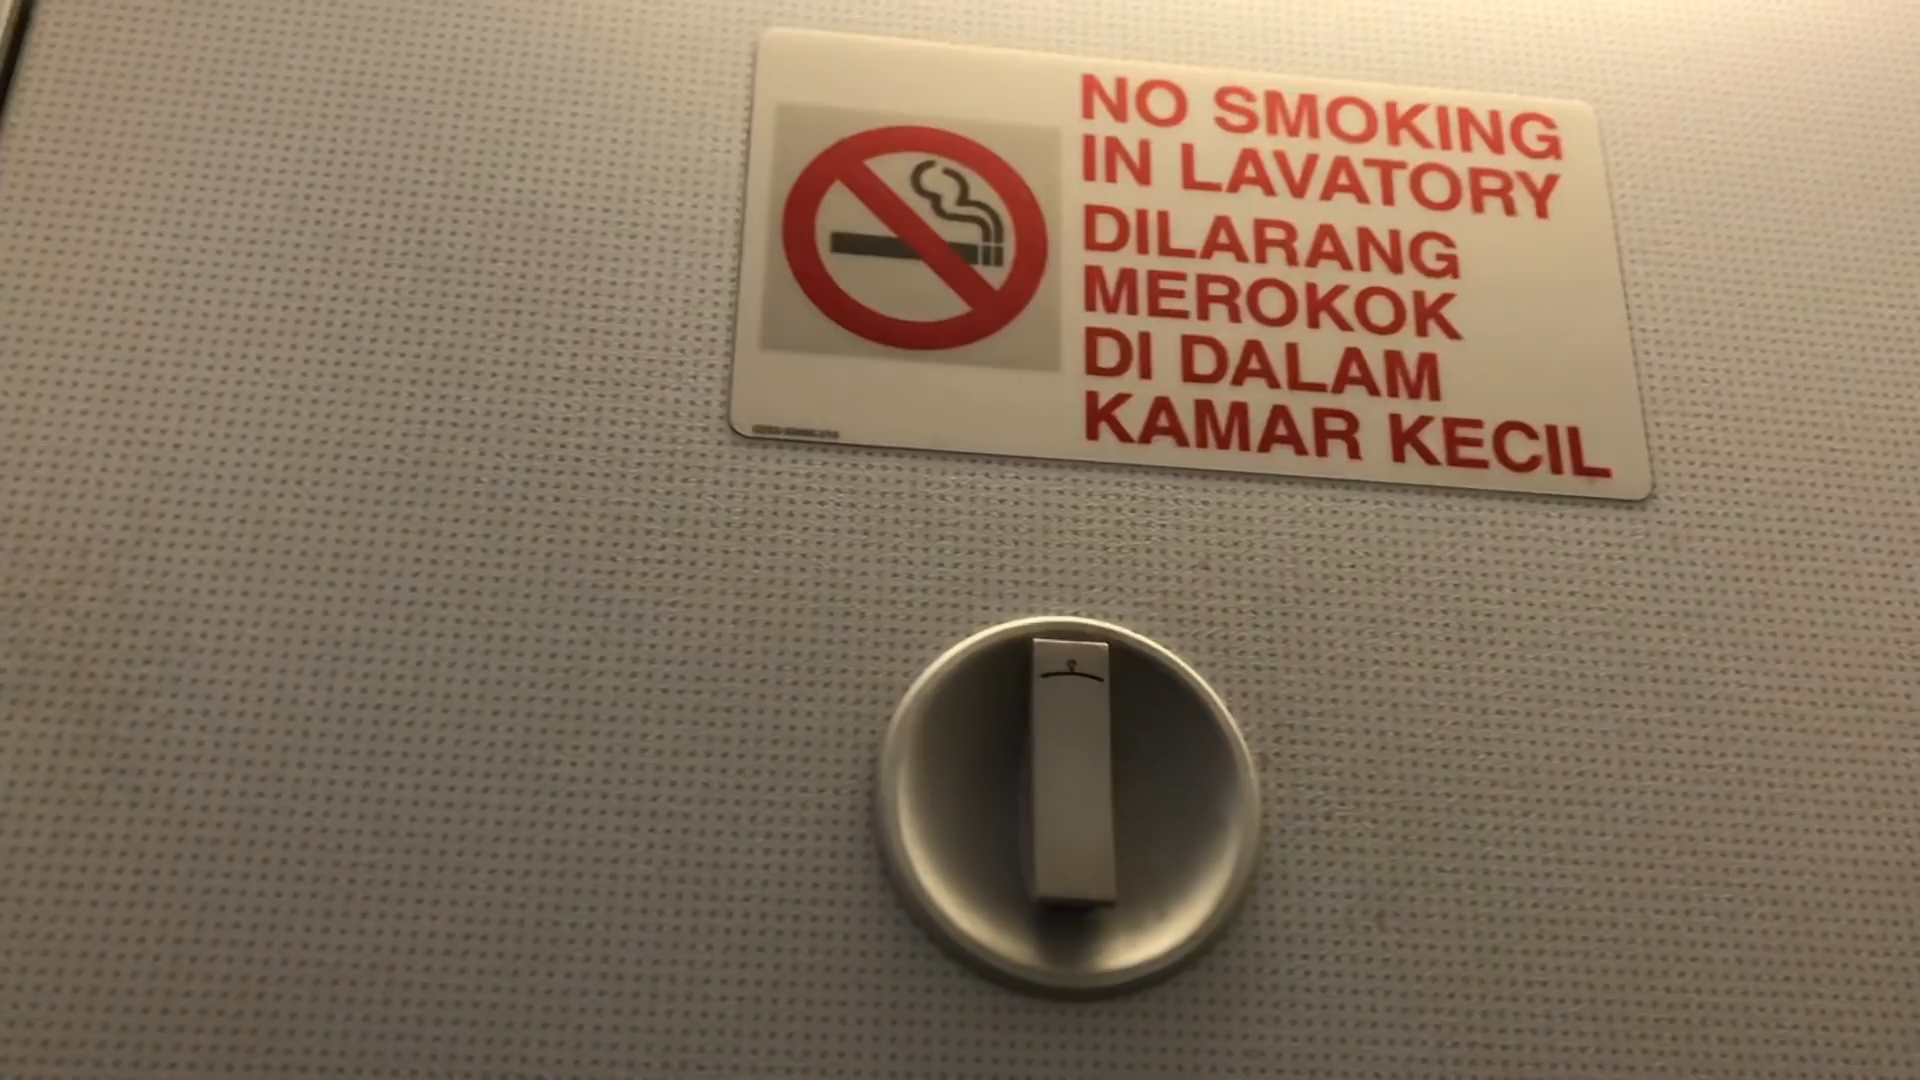 NO SMOKING
IN LAVATORY
DILARANG
MEROKOK
DI DALAM
KAMAR KECIL